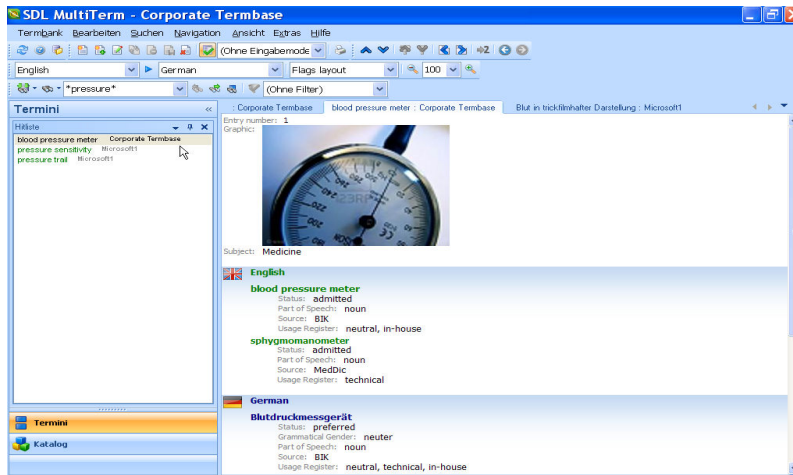 SDL MultiTerm - Corporate Termbase
Termbank Bearbeiten Suchen Navigation Ansicht Extras Hilfe
(Ohne Eingabemode
English German Flags layout 100
*pressure* (Ohne Filter)
Termini
: Corporate Termbase blood pressure meter : Corporate Termbase Blut in trickfilmhafter Darstellung : Microsoft1
Hitliste
blood pressure meter Corporate Termbase
pressure sensitivity Microsoft1
pressure trail Microsoft1
Entry number: 1
Graphic:
Subject: Medicine
English
blood pressure meter
Status: admitted
Part of Speech: noun
Source: BIK
Usage Register: neutral, in-house
sphygmomanometer
Status: admitted
Part of Speech: noun
Source: MedDic
Usage Register: technical
German
Blutdruckmessgerät
Status: preferred
Grammatical Gender: neuter
Part of Speech: noun
Source: BIK
Usage Register: neutral, technical, in-house
Termini
Katalog